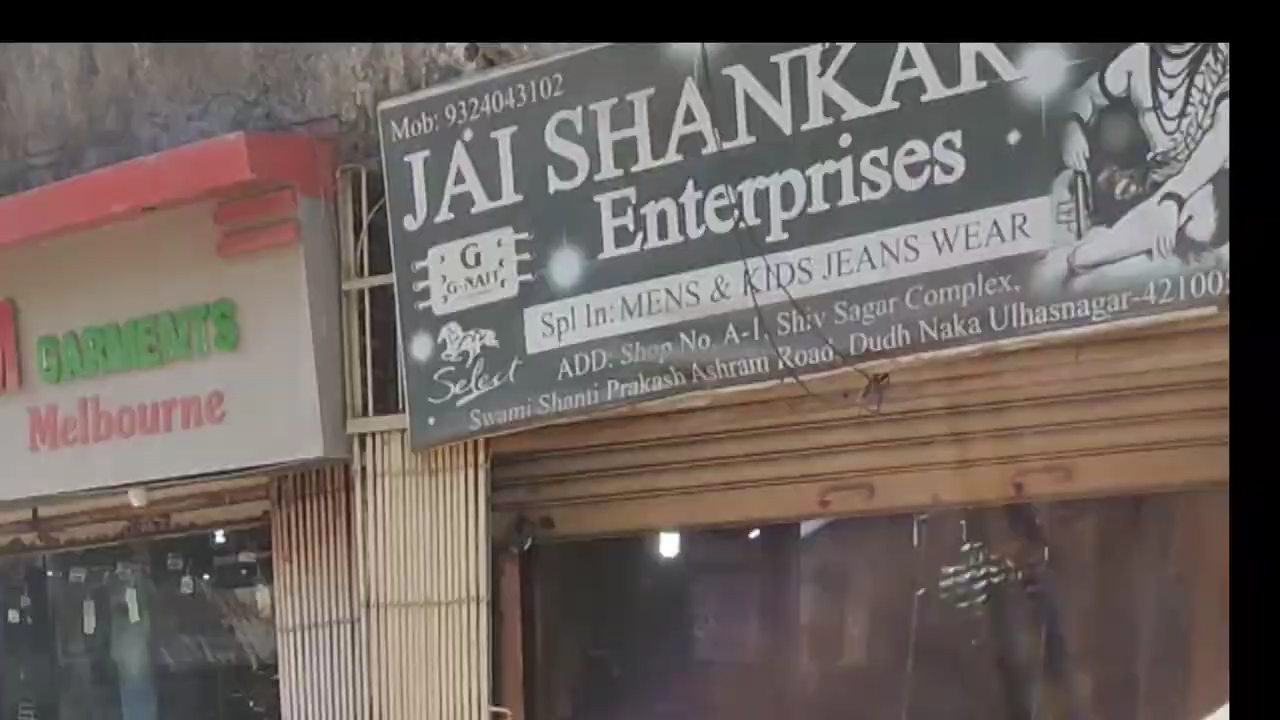 Mob: 9324043102
JAI SHANKAR
Enterprises
G
G-NAIT
Spl In: MENS & KIDS JEANS WEAR
Select
ADD: Shop No. A-1, Shiv Sagar Complex,
Swami Shanti Prakash Ashram Road, Dudh Naka Ulhasnagar-42100
M GARMENTS
Melbourne